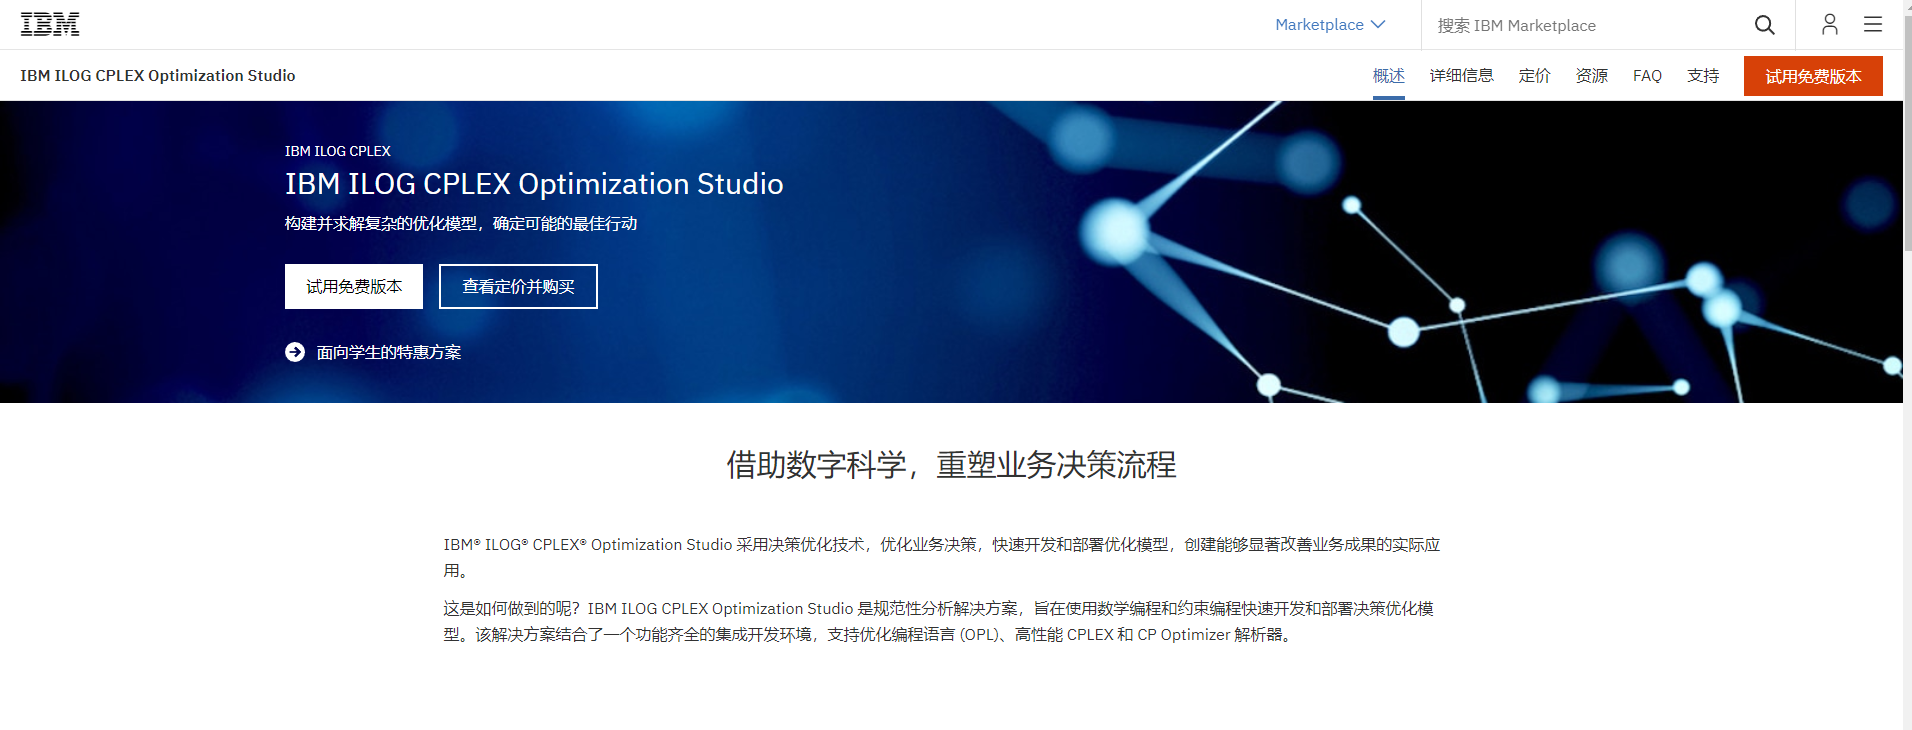 IBM
Marketplace
搜索 IBM Marketplace
IBM ILOG CPLEX Optimization Studio
概述 详细信息 定价 资源 FAQ 支持 试用免费版本
IBM ILOG CPLEX
IBM ILOG CPLEX Optimization Studio
构建并求解复杂的优化模型，确定可能的最佳行动
试用免费版本 查看定价并购买
面向学生的特惠方案
借助数字科学，重塑业务决策流程
IBM® ILOG® CPLEX® Optimization Studio 采用决策优化技术，优化业务决策，快速开发和部署优化模型，创建能够显著改善业务成果的实际应
用。
这是如何做到的呢？IBM ILOG CPLEX Optimization Studio 是规范性分析解决方案，旨在使用数学编程和约束编程快速开发和部署决策优化模
型。该解决方案结合了一个功能齐全的集成开发环境，支持优化编程语言 (OPL)、高性能 CPLEX 和 CP Optimizer 解析器。